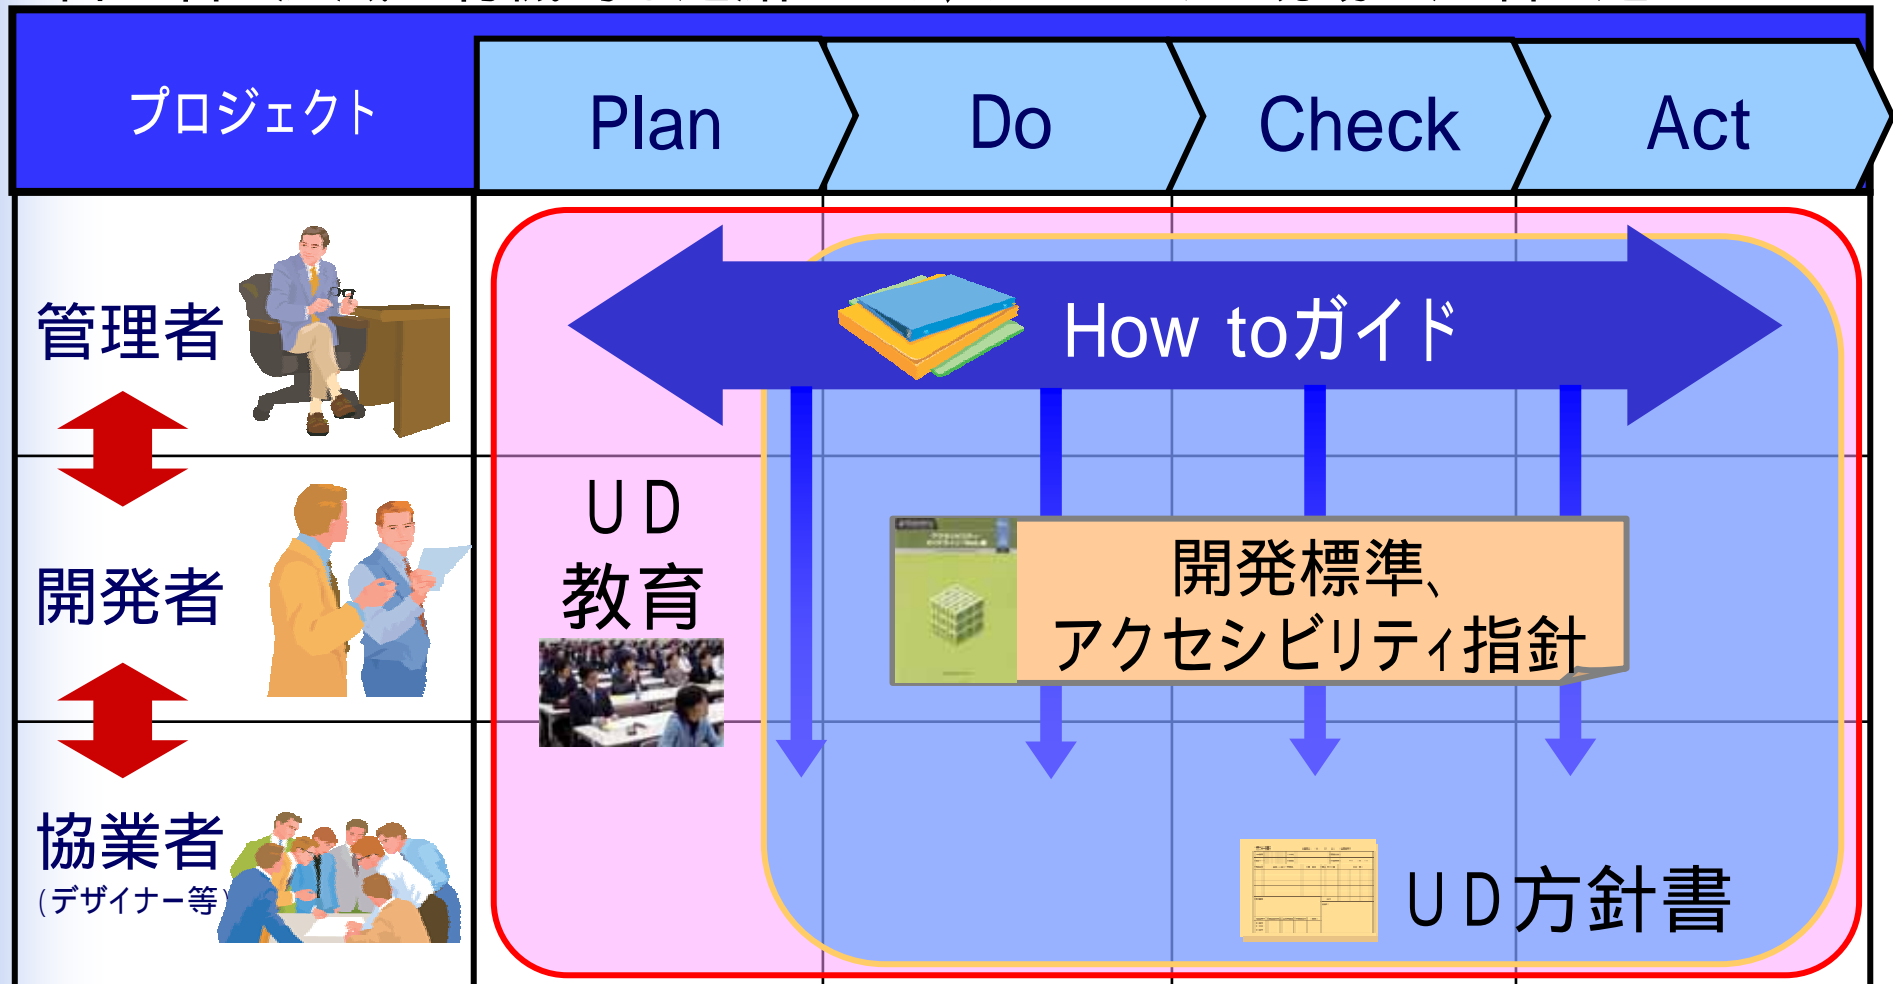 プロジェクト
Plan
Do
Check
Act
管理者
How toガイド
開発者
UD
教育
開発標準、
アクセシビリティ指針
協業者
(デザイナー等)
UD方針書